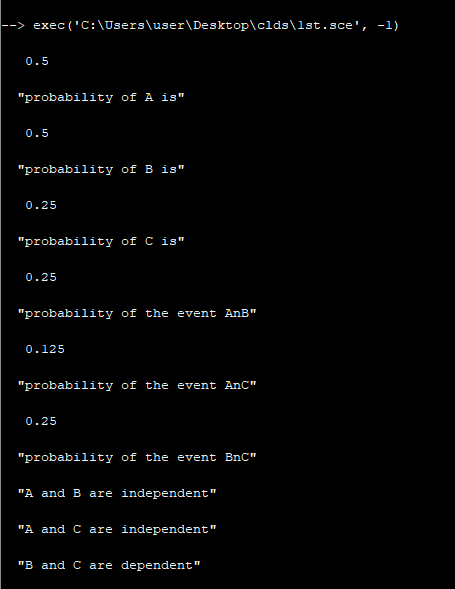 --> exec('C:\Users\user\Desktop\clds\1st.sce', -1)
0.5
"probability of A is"
0.5
"probability of B is"
0.25
"probability of C is"
0.25
"probability of the event AnB"
0.125
"probability of the event AnC"
0.25
"probability of the event BnC"
"A and B are independent"
"A and C are independent"
"B and C are dependent"